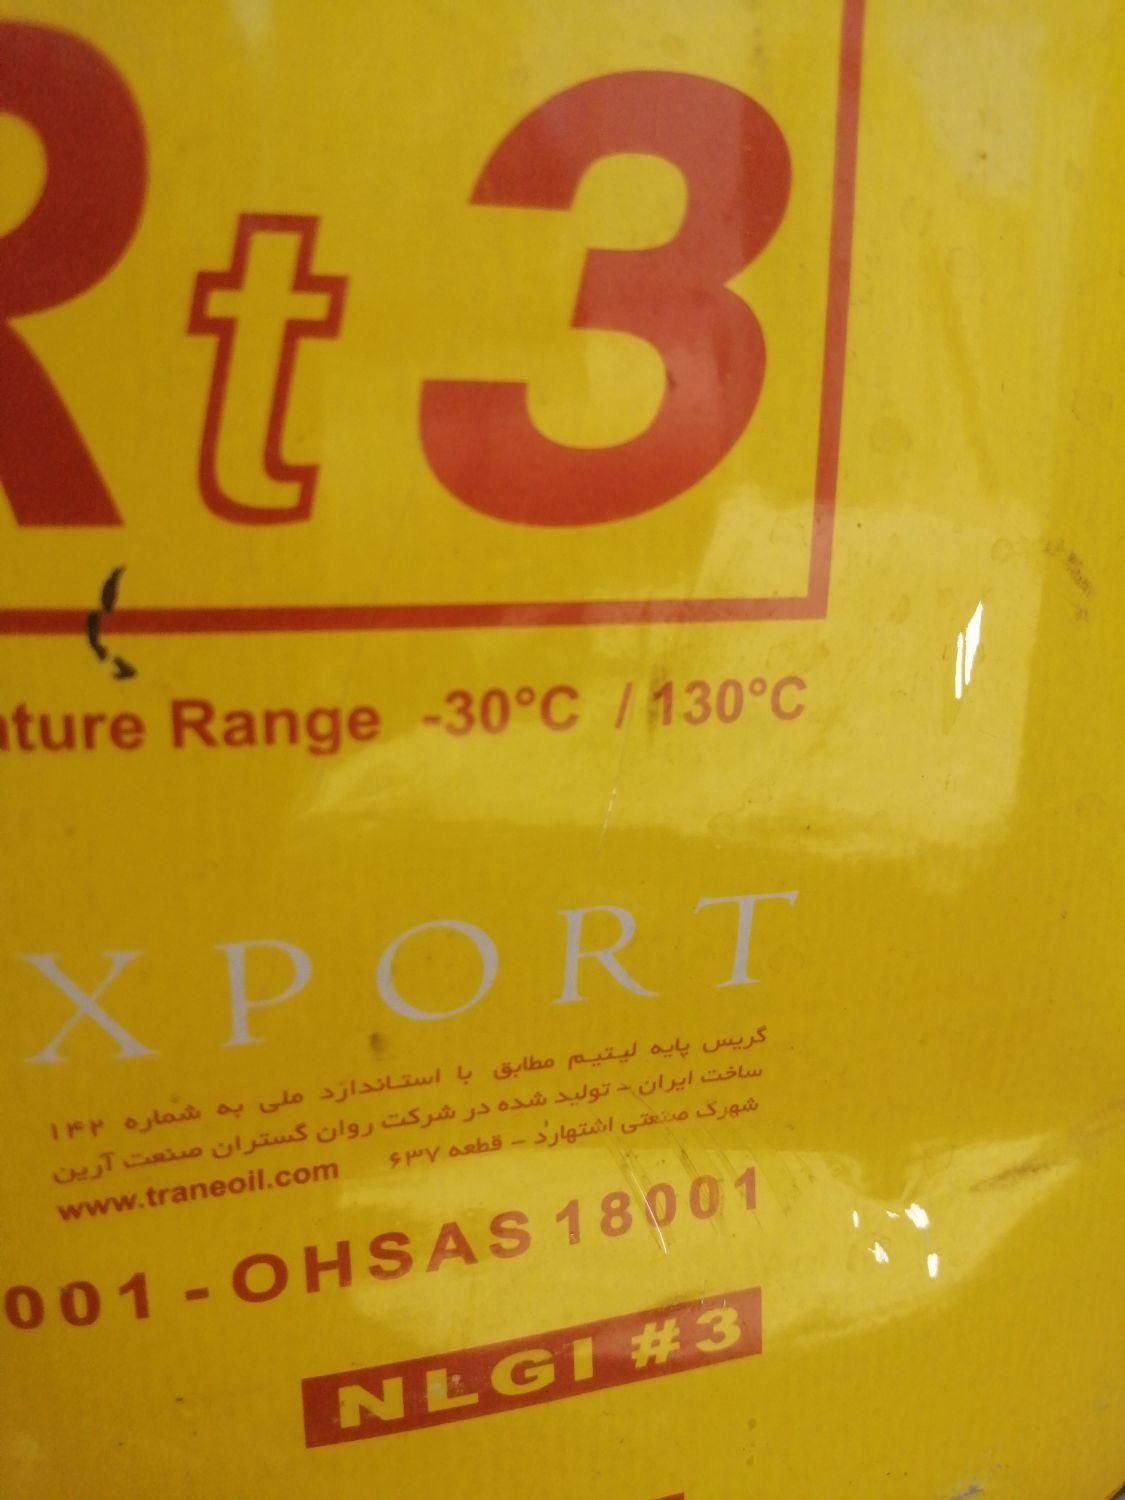 Rt 3
ature Range -30°C / 130°C
XPORT
گریس پایه لیتیم مطابق با استاندارد ملی به شماره ۱۴۲
ساخت ایران - تولید شده در شرکت روان گستران صنعت آرین
شهرک صنعتی اشتهارد - قطعه ۶۳۷
www.traneoil.com
001 - OHSAS 18001
NLGI #3